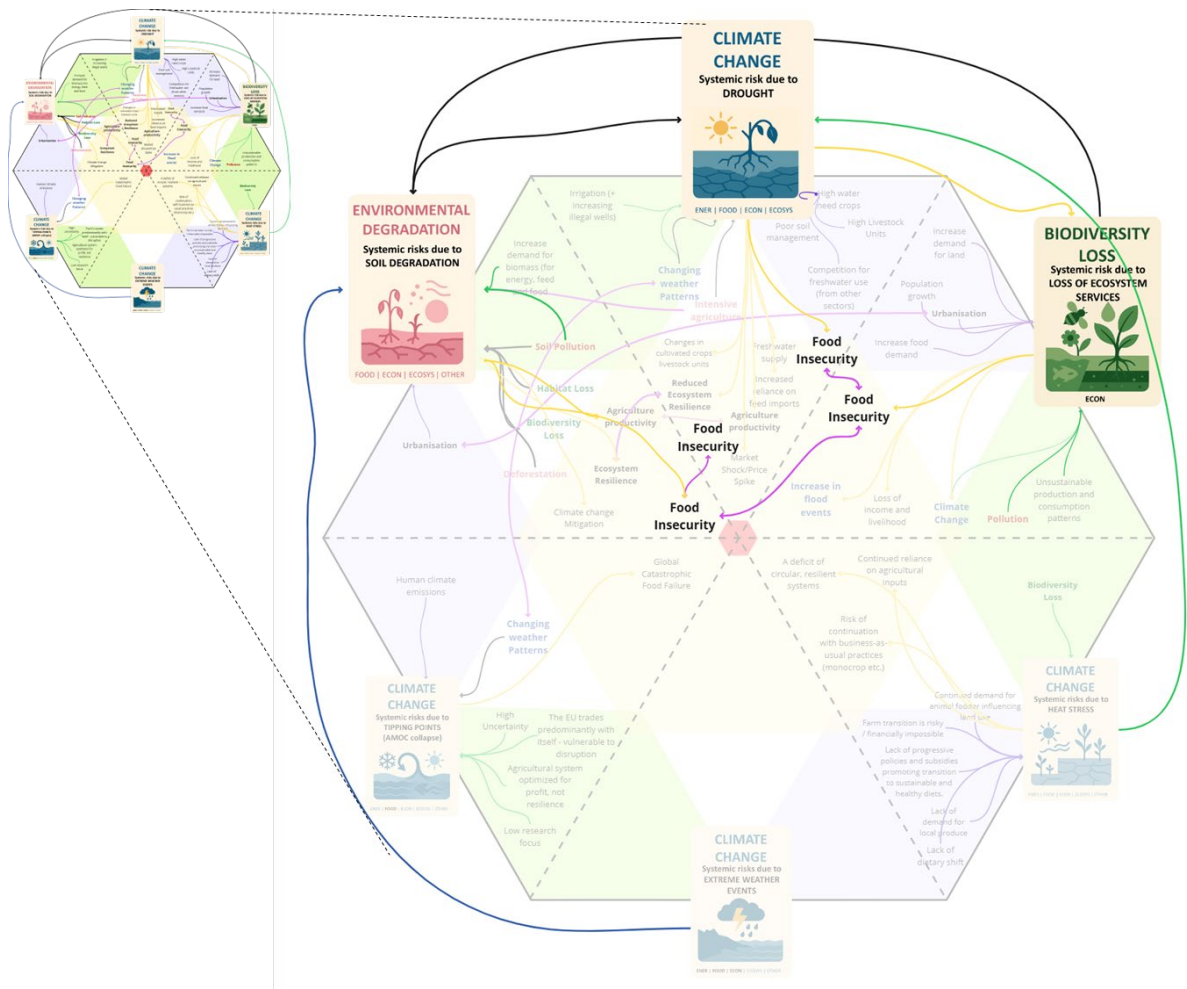 CLIMATE
CHANGE
Systemic risk due to
DROUGHT
ENER | FOOD | ECON | ECOSYS
ENVIRONMENTAL
DEGRADATION
Systemic risks due to
SOIL DEGRADATION
FOOD | ECON | ECOSYS | OTHER
BIODIVERSITY
LOSS
Systemic risk due to
LOSS OF ECOSYSTEM
SERVICES
ECON
Irrigation (+
increasing
illegal wells)
High water
need crops
Poor soil
management
High Livestock
Units
Increase
demand for
biomass (for
energy, feed
and food
Changing
weather
Patterns
Intensive
agriculture
Competition for
freshwater use
(from other
sectors)
Increase
demand
for land
Population
growth
Urbanisation
Increase food
demand
Soil Pollution
Changes in
cultivated crops
livestock units
Freshwater
supply
Food
Insecurity
Habitat Loss
Reduced
Ecosystem
Resilience
Increased
reliance on
feed imports
Food
Insecurity
Agriculture
productivity
Agriculture
productivity
Biodiversity
Loss
Food
Insecurity
Urbanisation
Deforestation
Ecosystem
Resilience
Market
Shock/Price
Spike
Climate change
Mitigation
Food
Insecurity
Increase in
flood
events
Loss of
income and
livelihood
Climate
Change
Pollution
Unsustainable
production and
consumption
patterns
Human climate
emissions
Global
Catastrophic
Food Failure
A deficit of
circular, resilient
systems
Continued reliance
on agricultural
inputs
Biodiversity
Loss
Changing
weather
Patterns
Risk of
continuation
with business-as-
usual practices
(monocrop etc.)
CLIMATE
CHANGE
Systemic risks due to
TIPPING POINTS
(AMOC collapse)
High
Uncertainty
The EU trades
predominantly with
itself - vulnerable to
disruption
Agricultural system
optimized for
profit, not
resilience
Low research
focus
Continued demand for
animal fodder influencing
land use
Farm transition is risky
/ financially impossible
Lack of progressive
policies and subsidies
promoting transition
to sustainable and
healthy diets.
Lack of
demand for
local produce
Lack of
dietary shift
CLIMATE
CHANGE
Systemic risks due to
HEAT STRESS
CLIMATE
CHANGE
Systemic risks due to
EXTREME WEATHER
EVENTS
ENER | FOOD | ECON | ECOSYS | OTHER